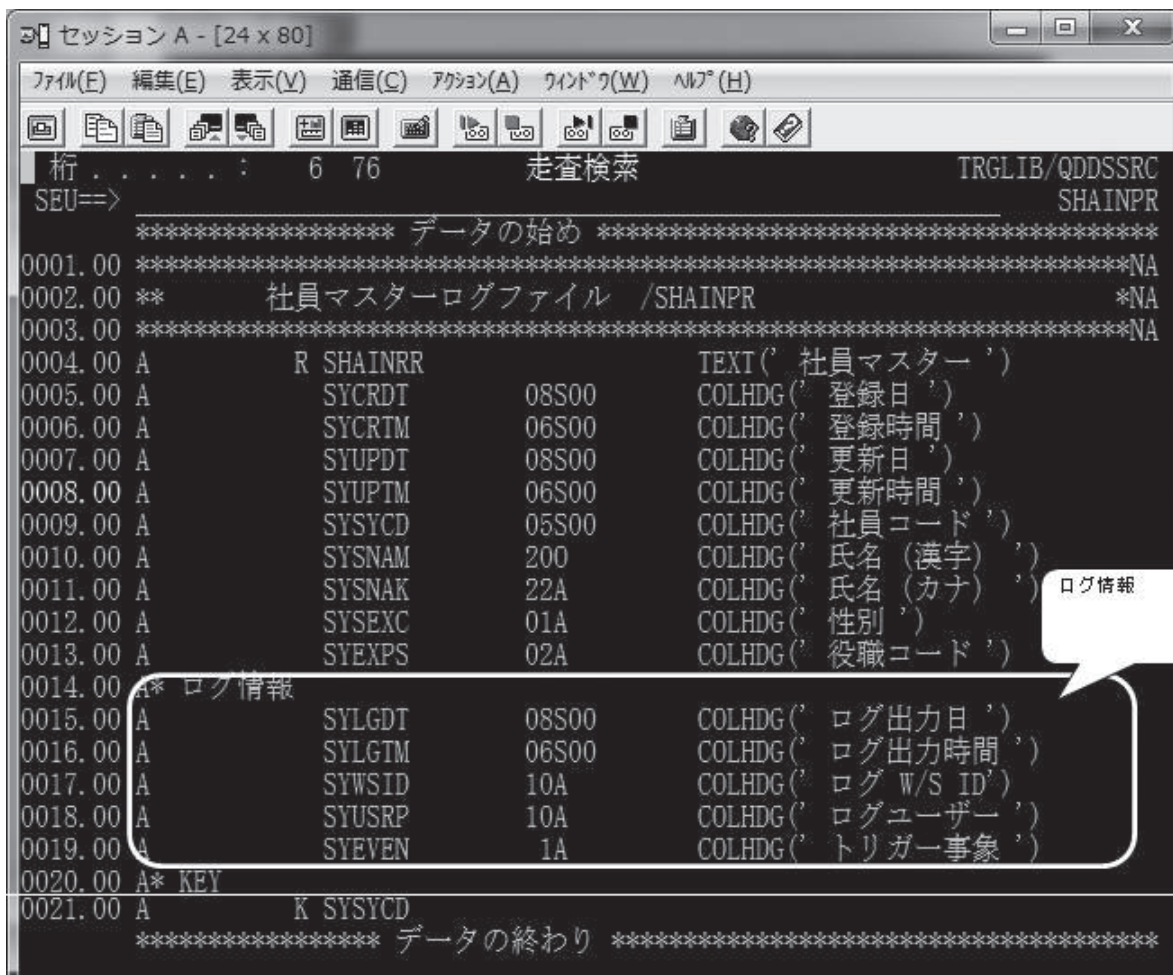 セッション A - [24 x 80]
ファイル(F) 編集(E) 表示(V) 通信(C) アクション(A) ウィンドウ(W) ヘルプ(H)
桁 . . . . . : 6 76 走査検索 TRGLIB/QDDSSRC
SEU==> SHAINPR
****************** データの始め ***************************************
0001.00 *********************************************************************NA
0002.00 ** 社員マスターログファイル /SHAINPR *NA
0003.00 *********************************************************************NA
0004.00 A R SHAINRR TEXT(' 社員マスター ')
0005.00 A SYCRDT 08S00 COLHDG(' 登録日 ')
0006.00 A SYCRTM 06S00 COLHDG(' 登録時間 ')
0007.00 A SYUPDT 08S00 COLHDG(' 更新日 ')
0008.00 A SYUPTM 06S00 COLHDG(' 更新時間 ')
0009.00 A SYSYCD 05S00 COLHDG(' 社員コード ')
0010.00 A SYSNAM 20O COLHDG(' 氏名 (漢字) ')
0011.00 A SYSNAK 22A COLHDG(' 氏名 (カナ) ')
0012.00 A SYSEXC 01A COLHDG(' 性別 ')
0013.00 A SYEXPS 02A COLHDG(' 役職コード ')
0014.00 A* ログ情報
0015.00 A SYLGDT 08S00 COLHDG(' ログ出力日 ')
0016.00 A SYLGTM 06S00 COLHDG(' ログ出力時間 ')
0017.00 A SYWSID 10A COLHDG(' ログ W/S ID')
0018.00 A SYUSRP 10A COLHDG(' ログユーザー ')
0019.00 A SYEVEN 1A COLHDG(' トリガー事象 ')
0020.00 A* KEY
0021.00 A K SYSYCD
***************** データの終わり **************************************
ログ情報